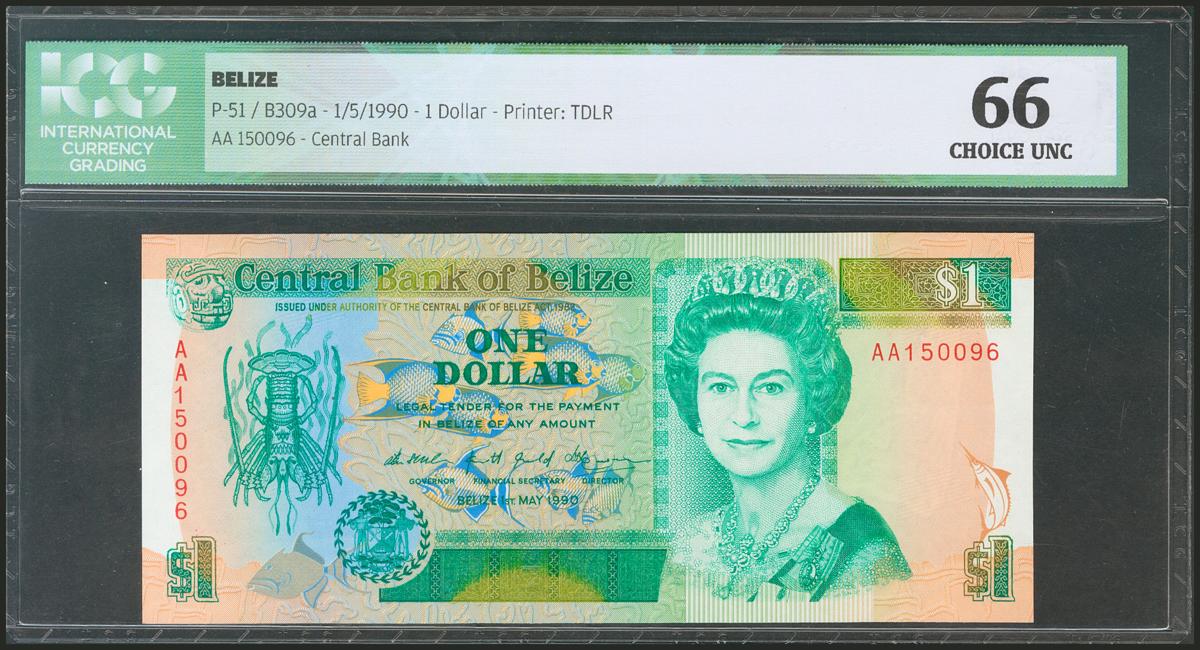 ICG
INTERNATIONAL
CURRENCY
GRADING
BELIZE
P-51 / B309a - 1/5/1990 - 1 Dollar - Printer: TDLR
AA 150096 - Central Bank
66
CHOICE UNC
Central Bank of Belize
ISSUED UNDER AUTHORITY OF THE CENTRAL BANK OF BELIZE ACT 1982
$1
ONE
DOLLAR
AA150096
AA150096
LEGAL TENDER FOR THE PAYMENT
IN BELIZE OF ANY AMOUNT
GOVERNOR FINANCIAL SECRETARY DIRECTOR
BELIZE 1ST. MAY 1990
$1
$1